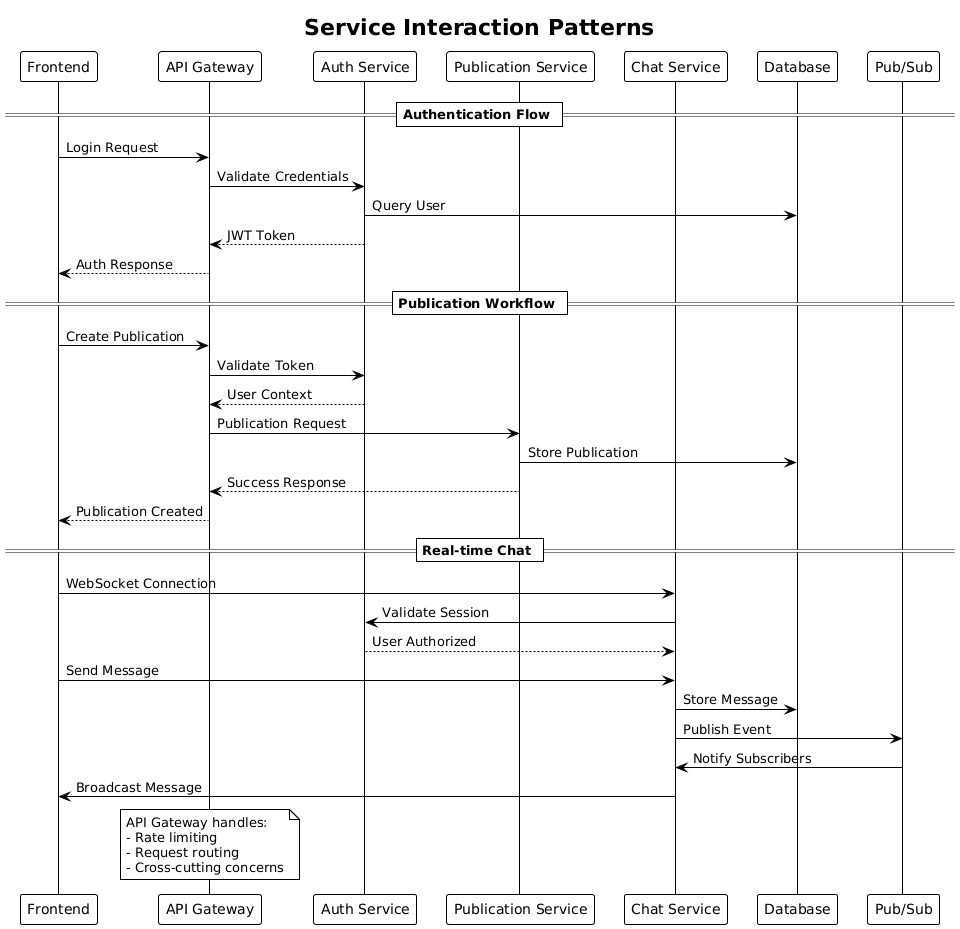 Service Interaction Patterns
Frontend
API Gateway
Auth Service
Publication Service
Chat Service
Database
Pub/Sub
Authentication Flow
Login Request
Validate Credentials
Query User
JWT Token
Auth Response
Publication Workflow
Create Publication
Validate Token
User Context
Publication Request
Store Publication
Success Response
Publication Created
Real-time Chat
WebSocket Connection
Validate Session
User Authorized
Send Message
Store Message
Publish Event
Notify Subscribers
Broadcast Message
API Gateway handles:
- Rate limiting
- Request routing
- Cross-cutting concerns
Frontend
API Gateway
Auth Service
Publication Service
Chat Service
Database
Pub/Sub